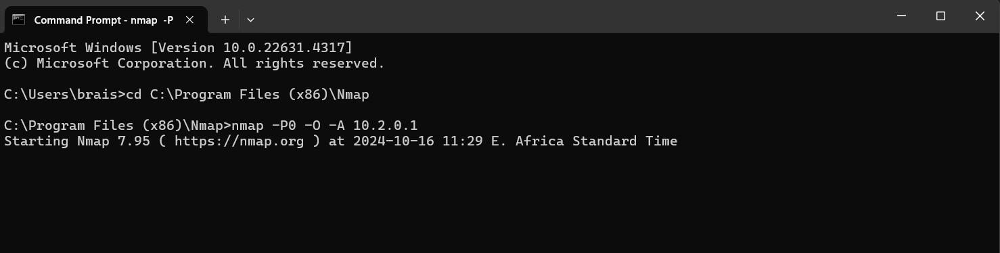 Command Prompt - nmap  -P
Microsoft Windows [Version 10.0.22631.4317]
(c) Microsoft Corporation. All rights reserved.
C:\Users\brais>cd C:\Program Files (x86)\Nmap
C:\Program Files (x86)\Nmap>nmap -P0 -O -A 10.2.0.1
Starting Nmap 7.95 ( https://nmap.org ) at 2024-10-16 11:29 E. Africa Standard Time